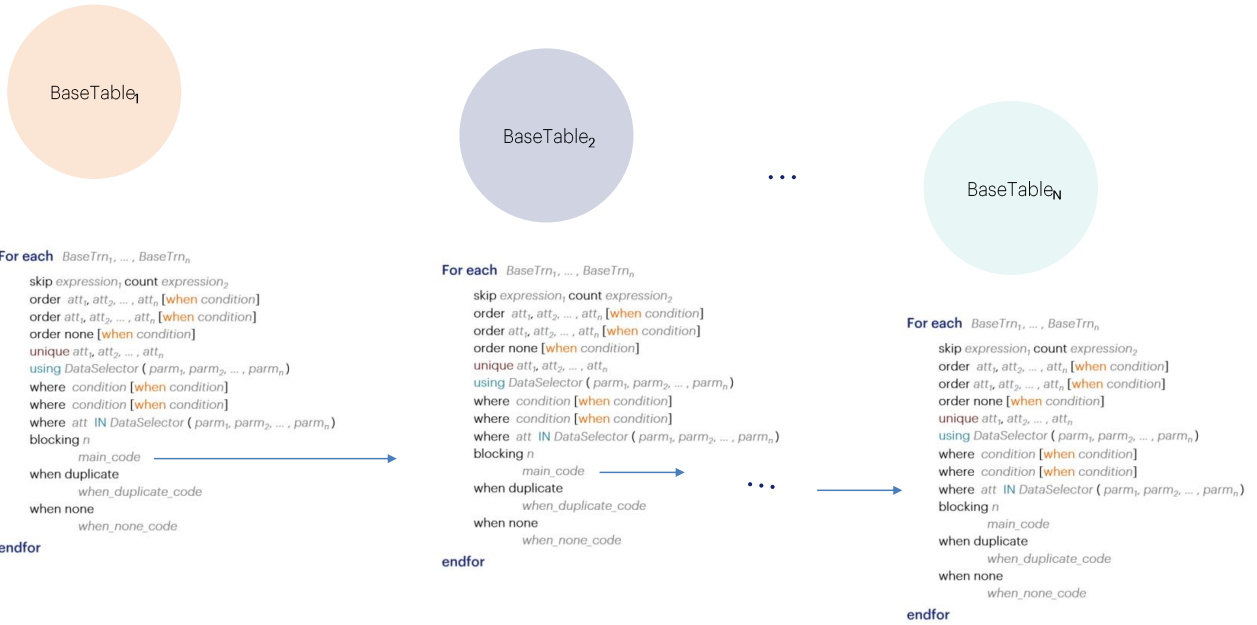 BaseTable₁
BaseTable₂
...
BaseTableN
For each BaseTrn₁, ... , BaseTrnₙ
skip expression₁ count expression₂
order att₁, att₂, ... , attₙ [when condition]
order att₁, att₂, ... , attₙ [when condition]
order none [when condition]
unique att₁, att₂, ... , attₙ
using DataSelector ( parm₁, parm₂, ... , parmₙ)
where condition [when condition]
where condition [when condition]
where att IN DataSelector ( parm₁, parm₂, ... , parmₙ)
blocking n
main_code
when duplicate
when_duplicate_code
when none
when_none_code
endfor
For each BaseTrn₁, ... , BaseTrnₙ
skip expression₁ count expression₂
order att₁, att₂, ... , attₙ [when condition]
order att₁, att₂, ... , attₙ [when condition]
order none [when condition]
unique att₁, att₂, ... , attₙ
using DataSelector ( parm₁, parm₂, ... , parmₙ)
where condition [when condition]
where condition [when condition]
where att IN DataSelector ( parm₁, parm₂, ... , parmₙ)
blocking n
main_code
when duplicate
when_duplicate_code
when none
when_none_code
endfor
...
For each BaseTrn₁, ... , BaseTrnₙ
skip expression₁ count expression₂
order att₁, att₂, ... , attₙ [when condition]
order att₁, att₂, ... , attₙ [when condition]
order none [when condition]
unique att₁, att₂, ... , attₙ
using DataSelector ( parm₁, parm₂, ... , parmₙ)
where condition [when condition]
where condition [when condition]
where att IN DataSelector ( parm₁, parm₂, ... , parmₙ)
blocking n
main_code
when duplicate
when_duplicate_code
when none
when_none_code
endfor